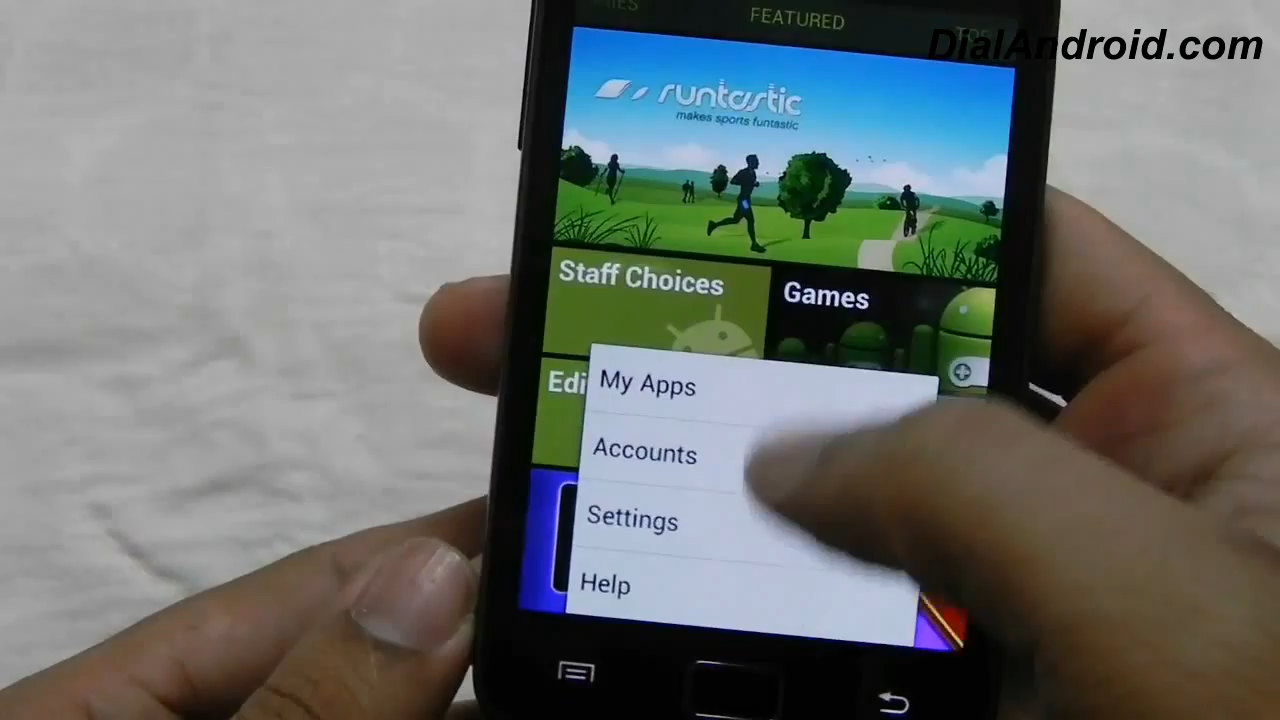 FEATURED
DialAndroid.com
runtastic
makes sports funtastic
Staff Choices
Games
My Apps
Accounts
Settings
Help